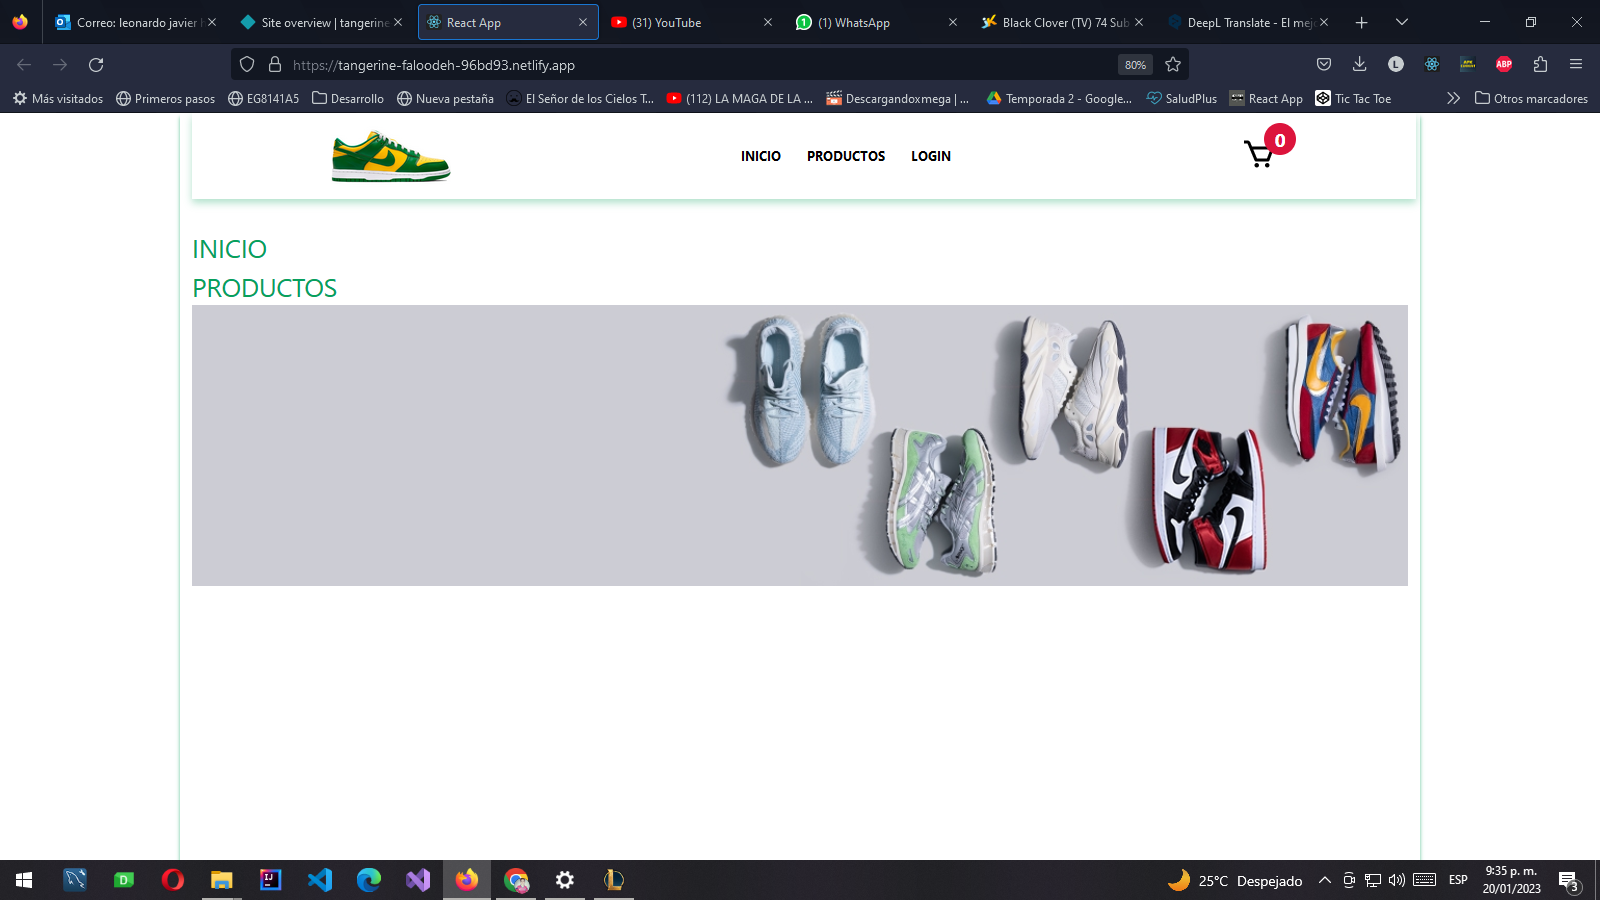 Correo: leonardo javier h
Site overview | tangerine
React App
(31) YouTube
(1) WhatsApp
Black Clover (TV) 74 Sub
DeepL Translate - El mej
https://tangerine-faloodeh-96bd93.netlify.app
80%
L
ABP
Más visitados
Primeros pasos
EG8141A5
Desarrollo
Nueva pestaña
El Señor de los Cielos T...
(112) LA MAGA DE LA ...
Descargandoxmega | ...
Temporada 2 - Google...
SaludPlus
React App
Tic Tac Toe
Otros marcadores
INICIO
PRODUCTOS
LOGIN
0
INICIO
PRODUCTOS
25°C Despejado
ESP
9:35 p. m.
20/01/2023
3